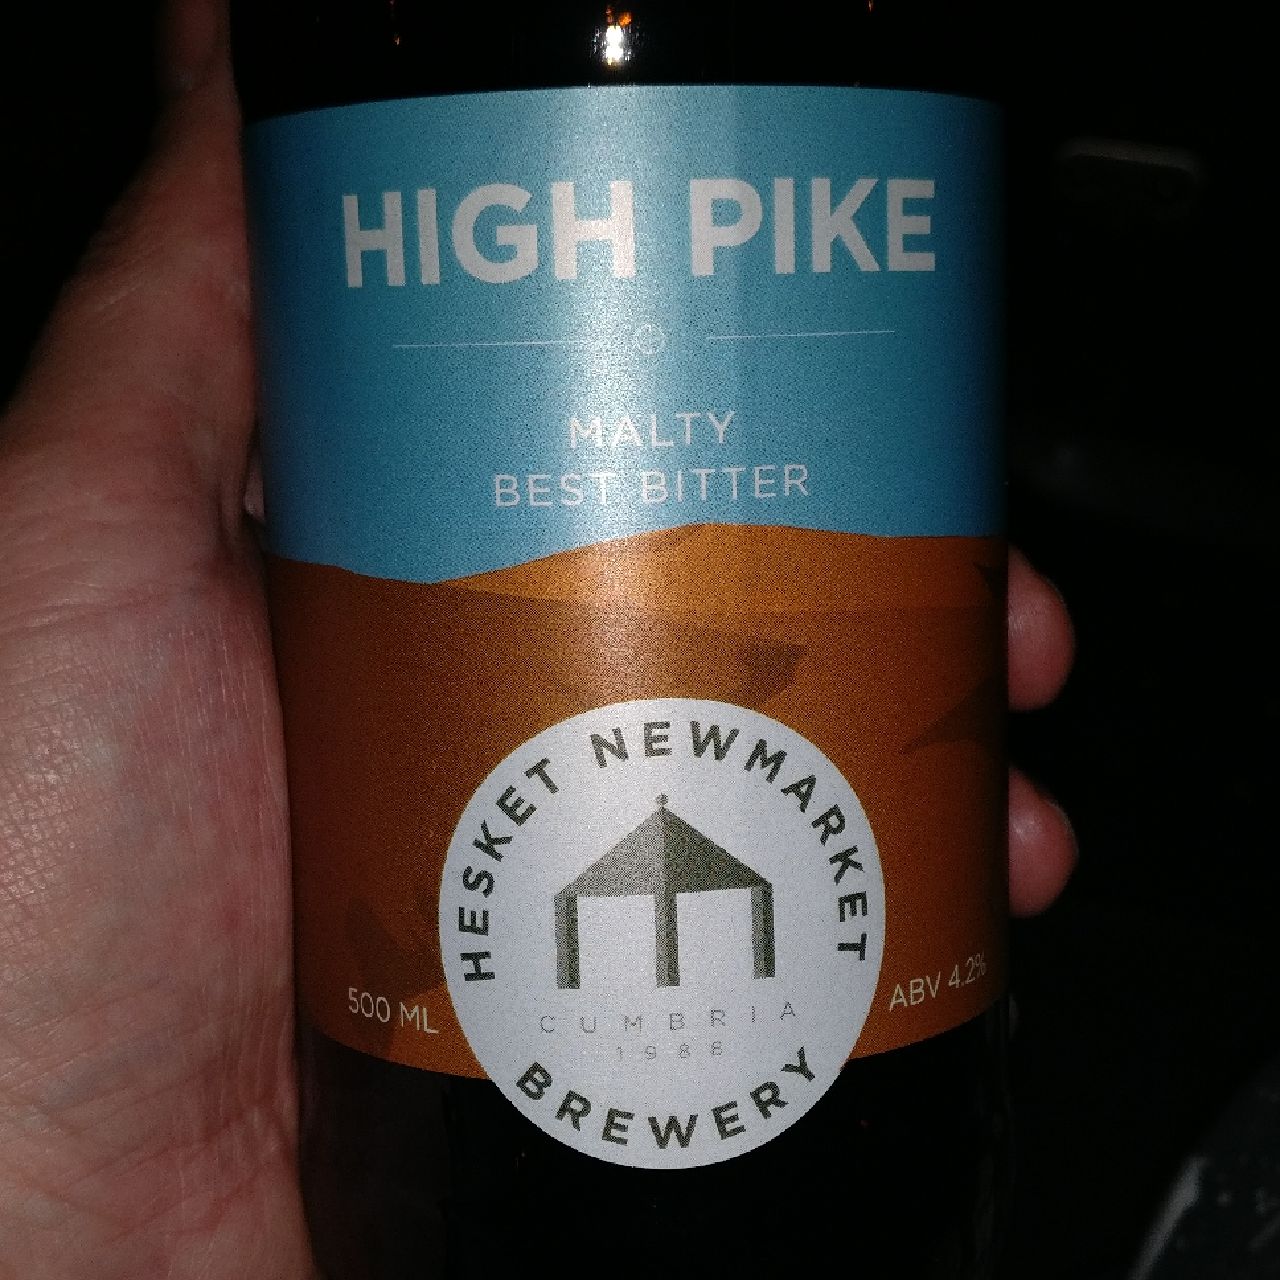 HIGH PIKE
MALTY
BEST BITTER
HESKET NEWMARKET
CUMBRIA
1988
BREWERY
500 ML
ABV 4.2%